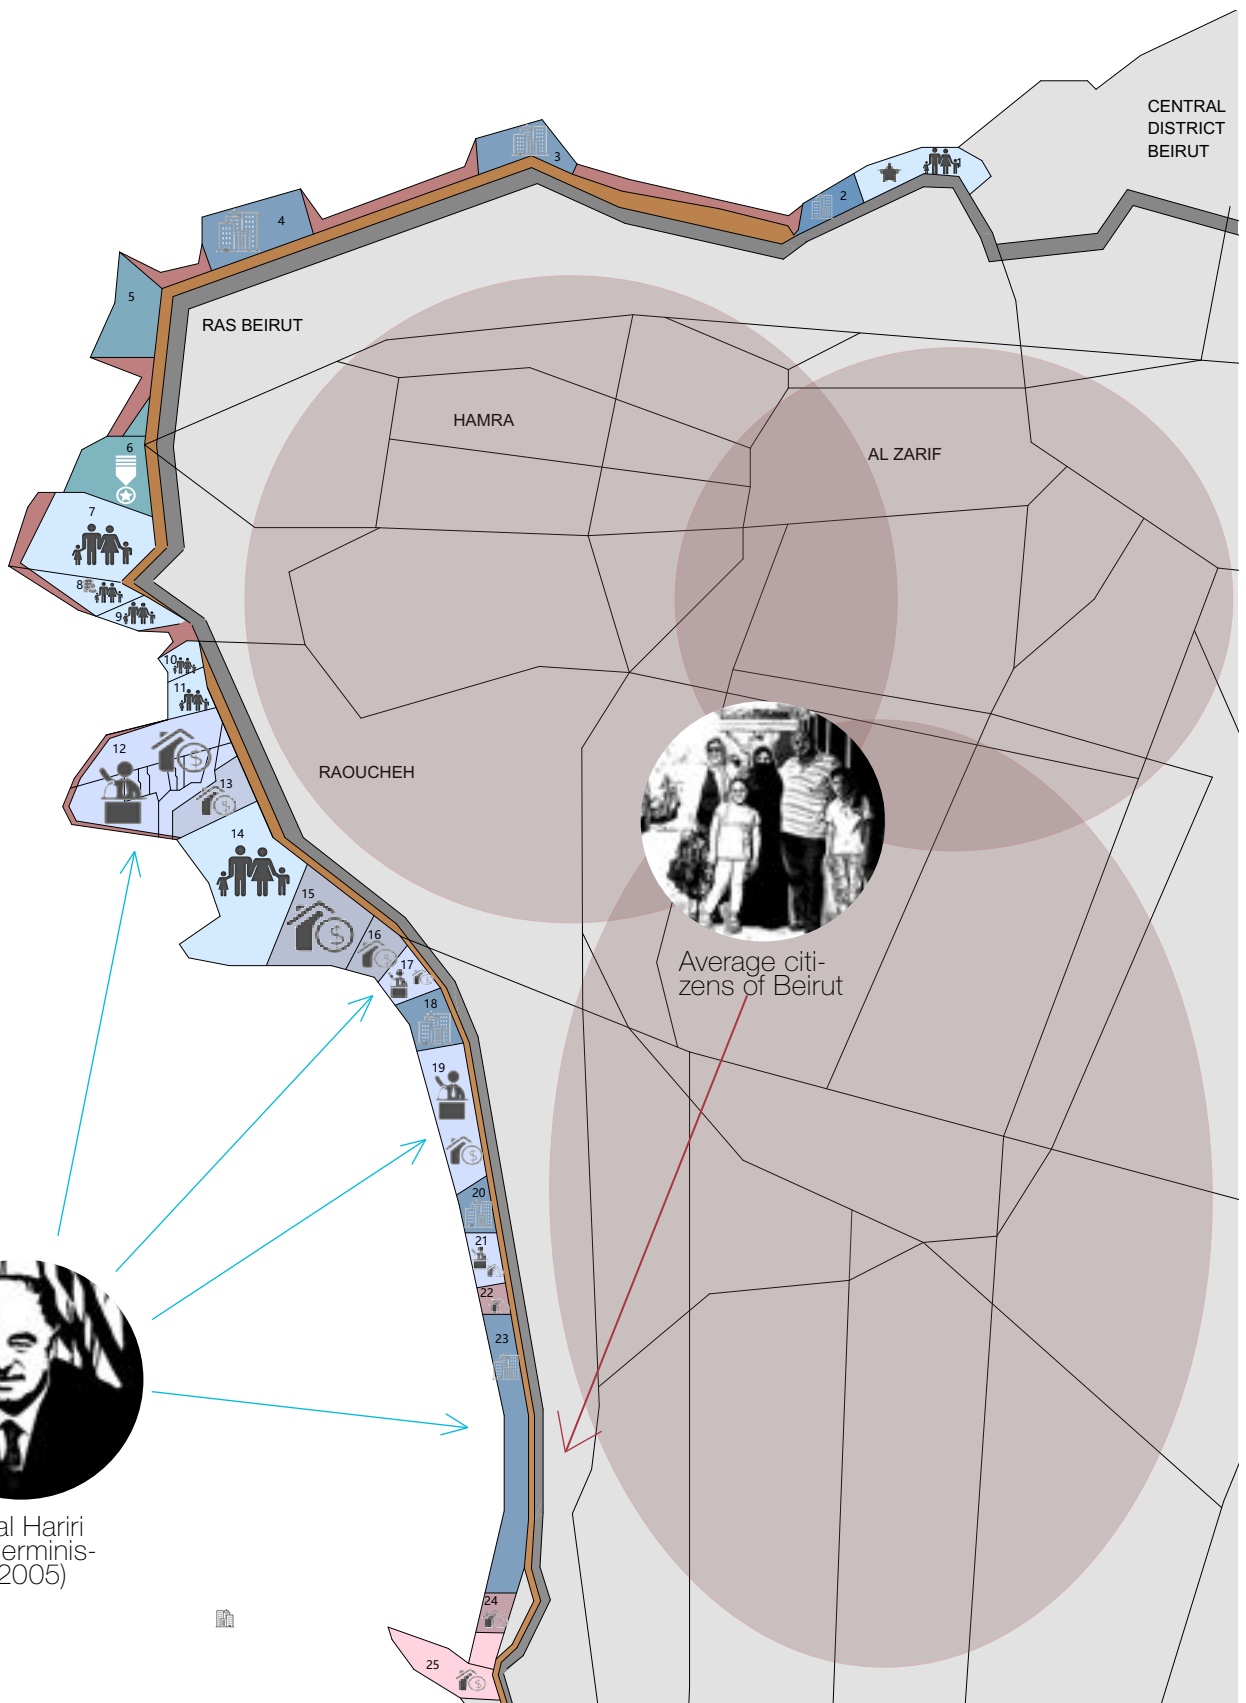 CENTRAL
DISTRICT
BEIRUT
3
2
4
5
RAS BEIRUT
HAMRA
AL ZARIF
6
7
8
9
10
11
12
RAOUCHEH
13
14
15
16
17
Average citi-
zens of Beirut
18
19
20
21
22
23
al Hariri
erminis-
2005)
24
25